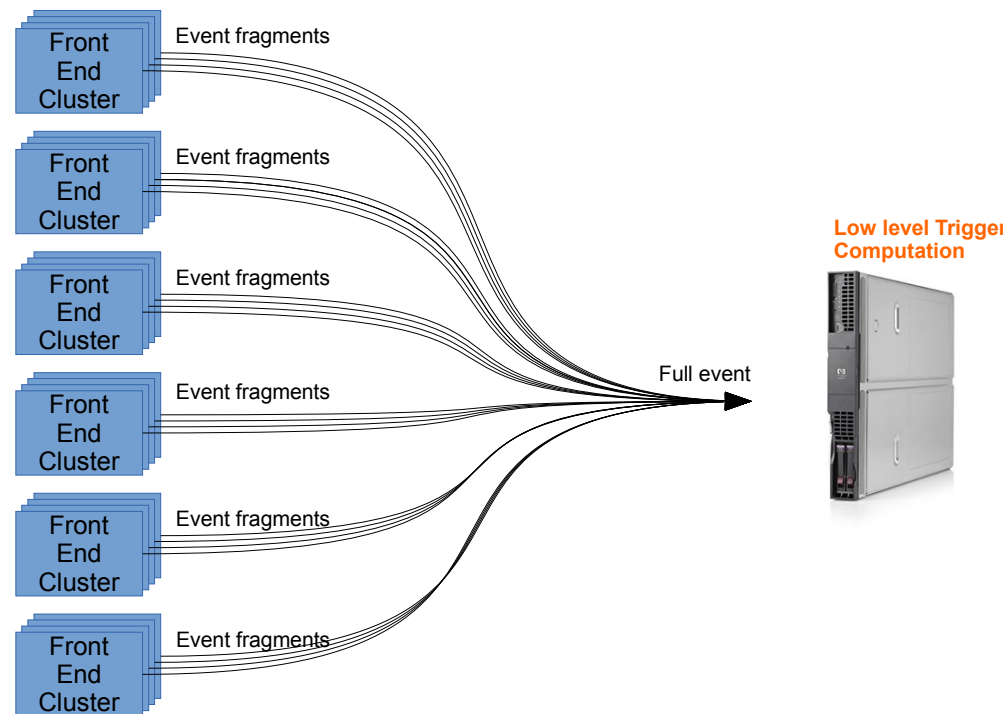 Front
End
Cluster
Event fragments
Front
End
Cluster
Event fragments
Front
End
Cluster
Event fragments
Front
End
Cluster
Event fragments
Front
End
Cluster
Event fragments
Front
End
Cluster
Event fragments
Full event
Low level Trigger
Computation